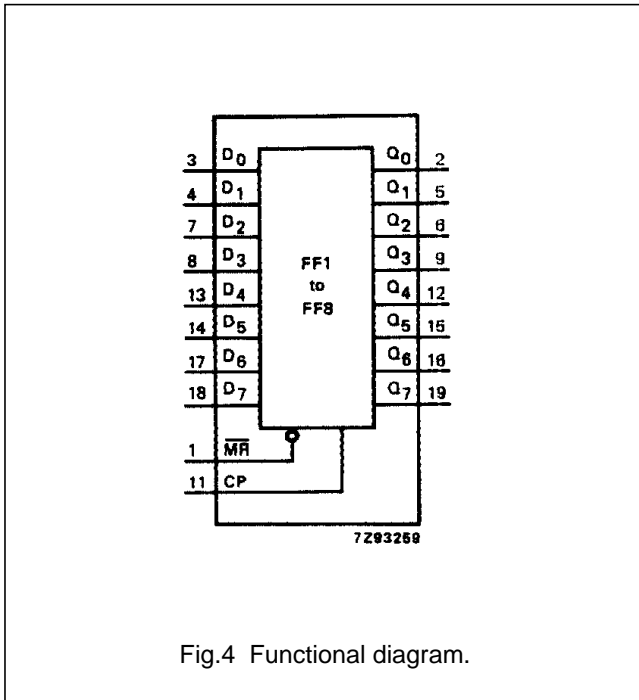 3 D0 Q0 2
4 D1 Q1 5
7 D2 Q2 6
8 D3 Q3 9
FF1
to
FF8
13 D4 Q4 12
14 D5 Q5 15
17 D6 Q6 16
18 D7 Q7 19
1 M̅R̅
11 CP
7Z93259
Fig.4 Functional diagram.